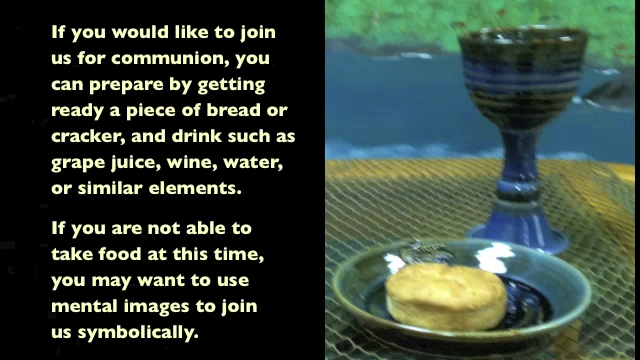 If you would like to join
us for communion, you
can prepare by getting
ready a piece of bread or
cracker, and drink such as
grape juice, wine, water,
or similar elements.
If you are not able to
take food at this time,
you may want to use
mental images to join
us symbolically.